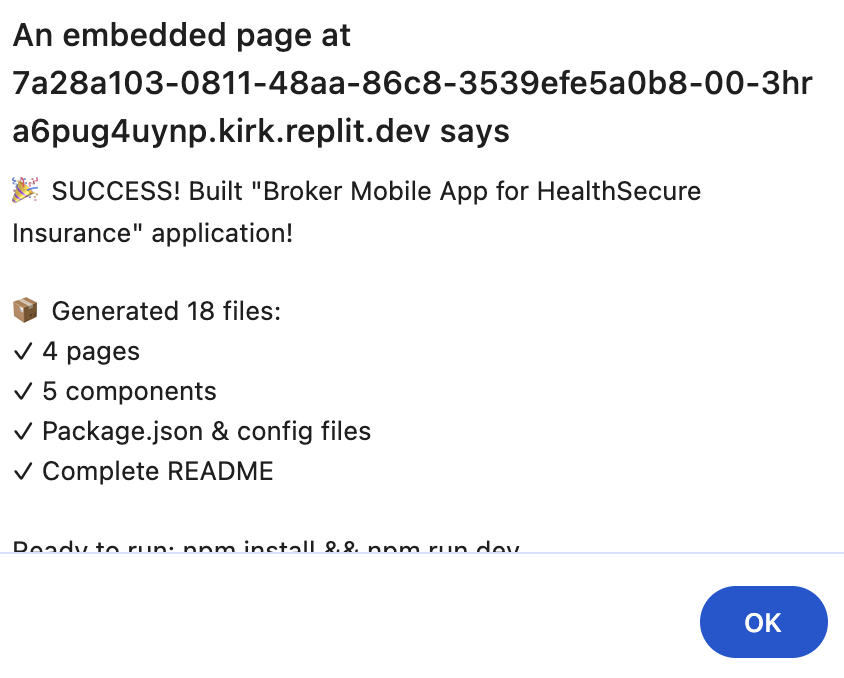 An embedded page at
7a28a103-0811-48aa-86c8-3539efe5a0b8-00-3hr
a6pug4uynp.kirk.replit.dev says
🎉 SUCCESS! Built "Broker Mobile App for HealthSecure
Insurance" application!
📦 Generated 18 files:
✓ 4 pages
✓ 5 components
✓ Package.json & config files
✓ Complete README
Ready to run: npm install && npm run dev
OK